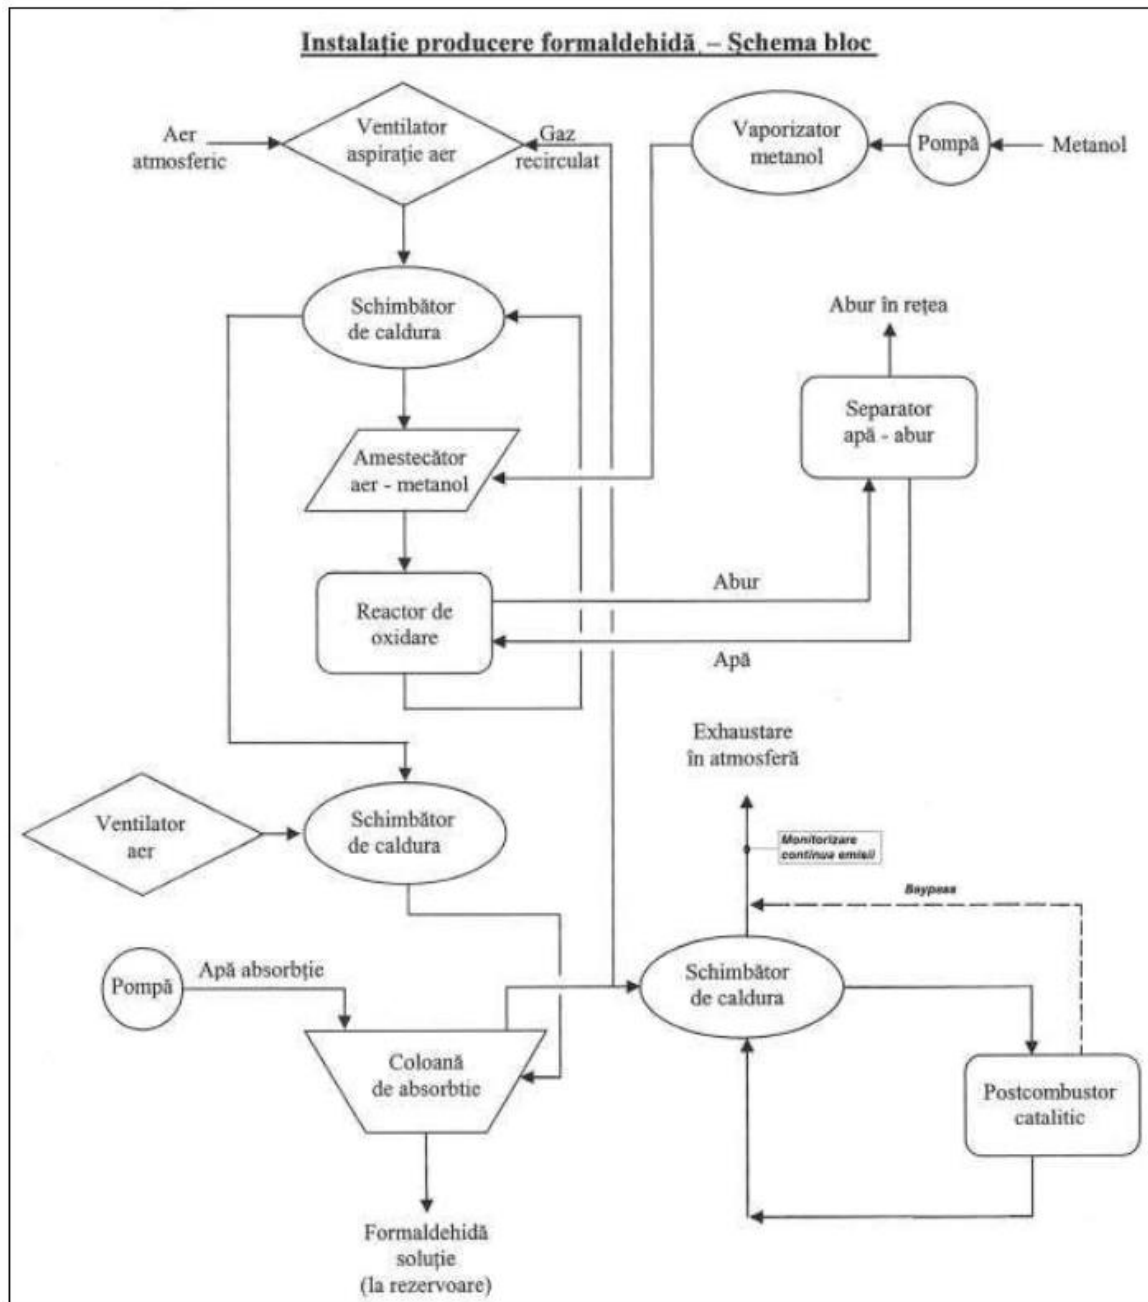 Instalație producere formaldehidă – Schema bloc
Aer
atmosferic
Ventilator
aspirație aer
Gaz
recirculat
Vaporizator
metanol
Pompă
Metanol
Schimbător
de caldura
Abur în rețea
Separator
apă - abur
Amestecător
aer - metanol
Abur
Reactor de
oxidare
Apă
Exhaustare
în atmosferă
Ventilator
aer
Schimbător
de caldura
Monitorizare
continua emisii
Baypass
Pompă
Apă absorbție
Schimbător
de caldura
Coloană
de absorbtie
Postcombustor
catalitic
Formaldehidă
soluție
(la rezervoare)